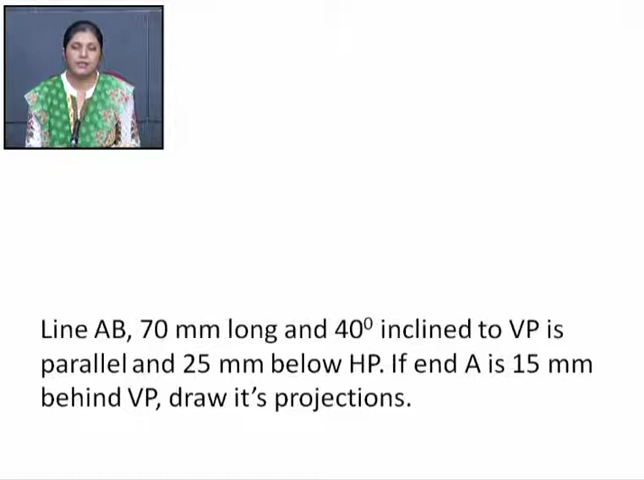 Line AB, 70 mm long and 40⁰ inclined to VP is
parallel and 25 mm below HP. If end A is 15 mm
behind VP, draw it's projections.